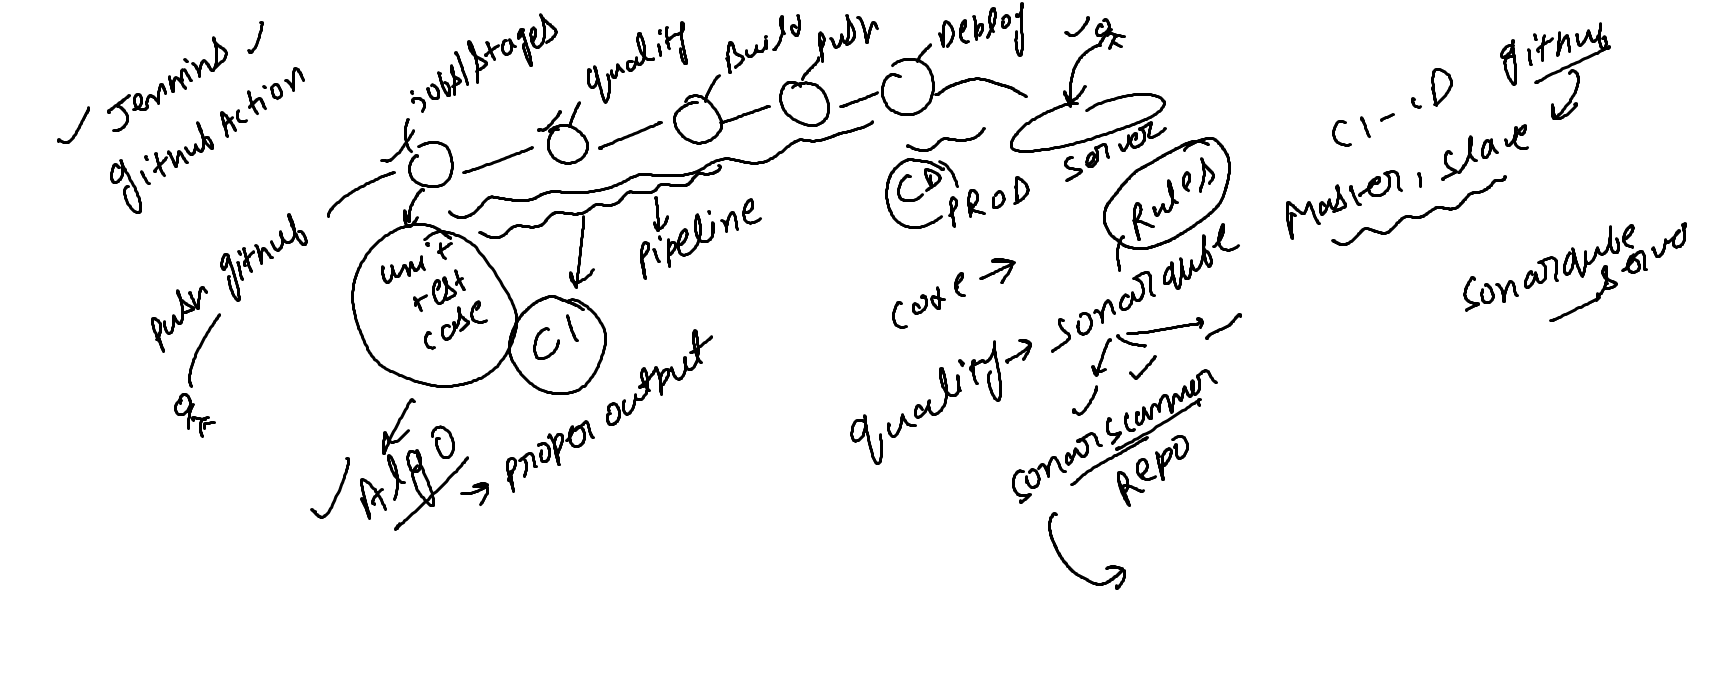 Jenkins
github Action
jobs/stages
quality
Build
push
Deploy
server
CI-CD
github
Master, slave
push github
unit
test
case
CI
pipeline
CD
PROD
Rules
code
quality
sonarqube
sonarscanner
Repo
sonarqube
Algo
proper output